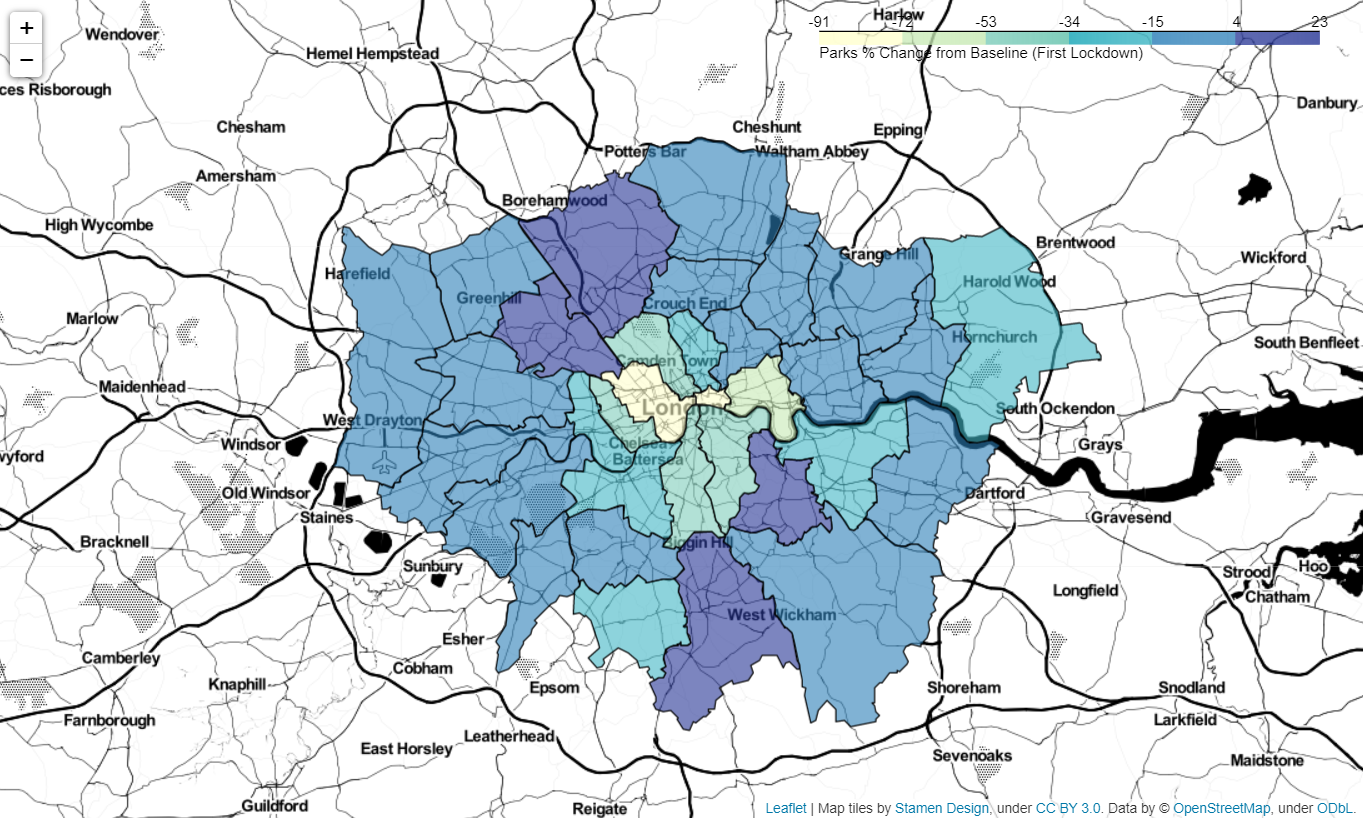 +
−
-91 -72 -53 -34 -15 4 23
Parks % Change from Baseline (First Lockdown)
Harlow
Wendover
Hemel Hempstead
ces Risborough
Danbury
Chesham
Cheshunt
Epping
Potters Bar
Waltham Abbey
Amersham
Borehamwood
High Wycombe
Brentwood
Grange Hill
Wickford
Harefield
Harold Wood
Greenhill
Crouch End
Marlow
Hornchurch
South Benfleet
Camden Town
Maidenhead
London
South Ockendon
West Drayton
Windsor
Chelsea
Grays
wyford
Battersea
Old Windsor
Dartford
Staines
Gravesend
Bracknell
Biggin Hill
Sunbury
Strood
Hoo
Longfield
Chatham
West Wickham
Esher
Camberley
Cobham
Knaphill
Epsom
Shoreham
Snodland
Farnborough
Larkfield
Leatherhead
East Horsley
Sevenoaks
Maidstone
Guildford
Reigate
Leaflet | Map tiles by Stamen Design, under CC BY 3.0. Data by © OpenStreetMap, under ODbL.